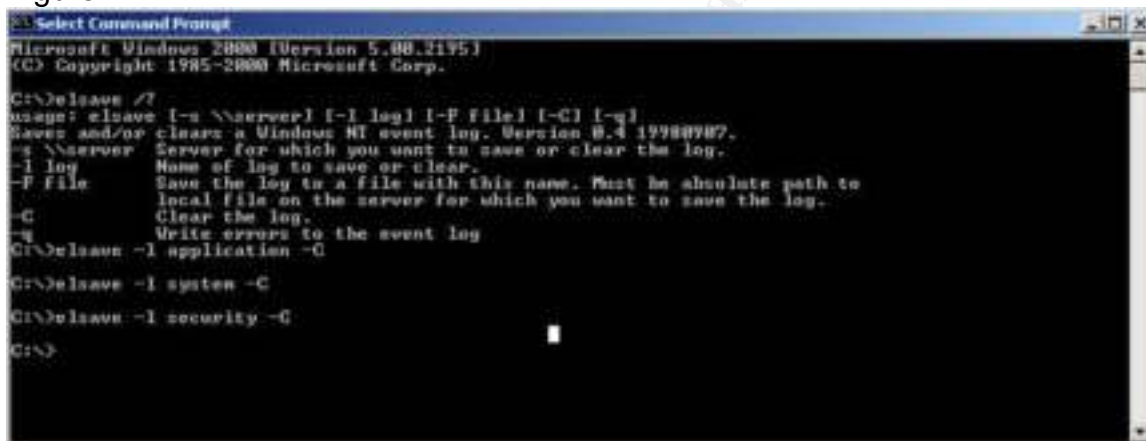 Select Command Prompt
Microsoft Windows 2000 [Version 5.00.2195]
(C) Copyright 1985-2000 Microsoft Corp.
C:\>elsave /?
usage: elsave [-s \\server] [-l log] [-F file] [-C] [-q]
Saves and/or clears a Windows NT event log. Version 0.4 19980907.
-s \\server Server for which you want to save or clear the log.
-l log Name of log to save or clear.
-F file Save the log to a file with this name. Must be absolute path to
local file on the server for which you want to save the log.
-C Clear the log.
-q Write errors to the event log
C:\>elsave -l application -C
C:\>elsave -l system -C
C:\>elsave -l security -C
C:\>